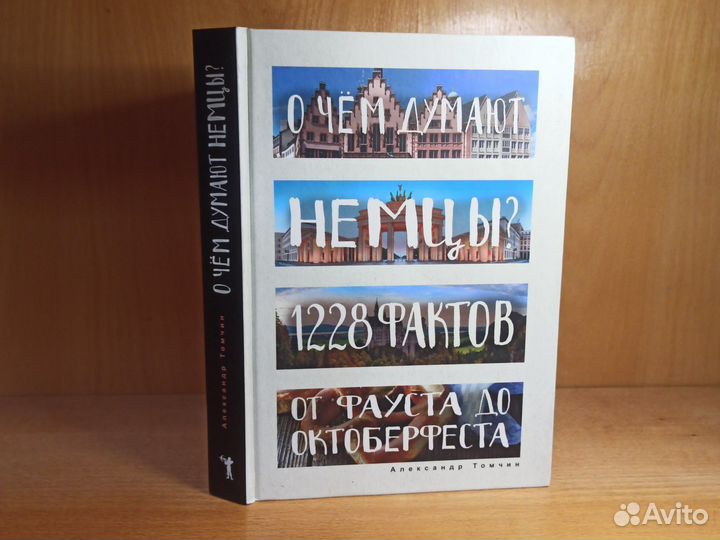 О ЧЁМ ДУМАЮТ НЕМЦЫ?
Александр Томчин
О ЧЁМ ДУМАЮТ
НЕМЦЫ?
1228 ФАКТОВ
ОТ ФАУСТА ДО
ОКТОБЕРФЕСТА
Александр Томчин
Avito